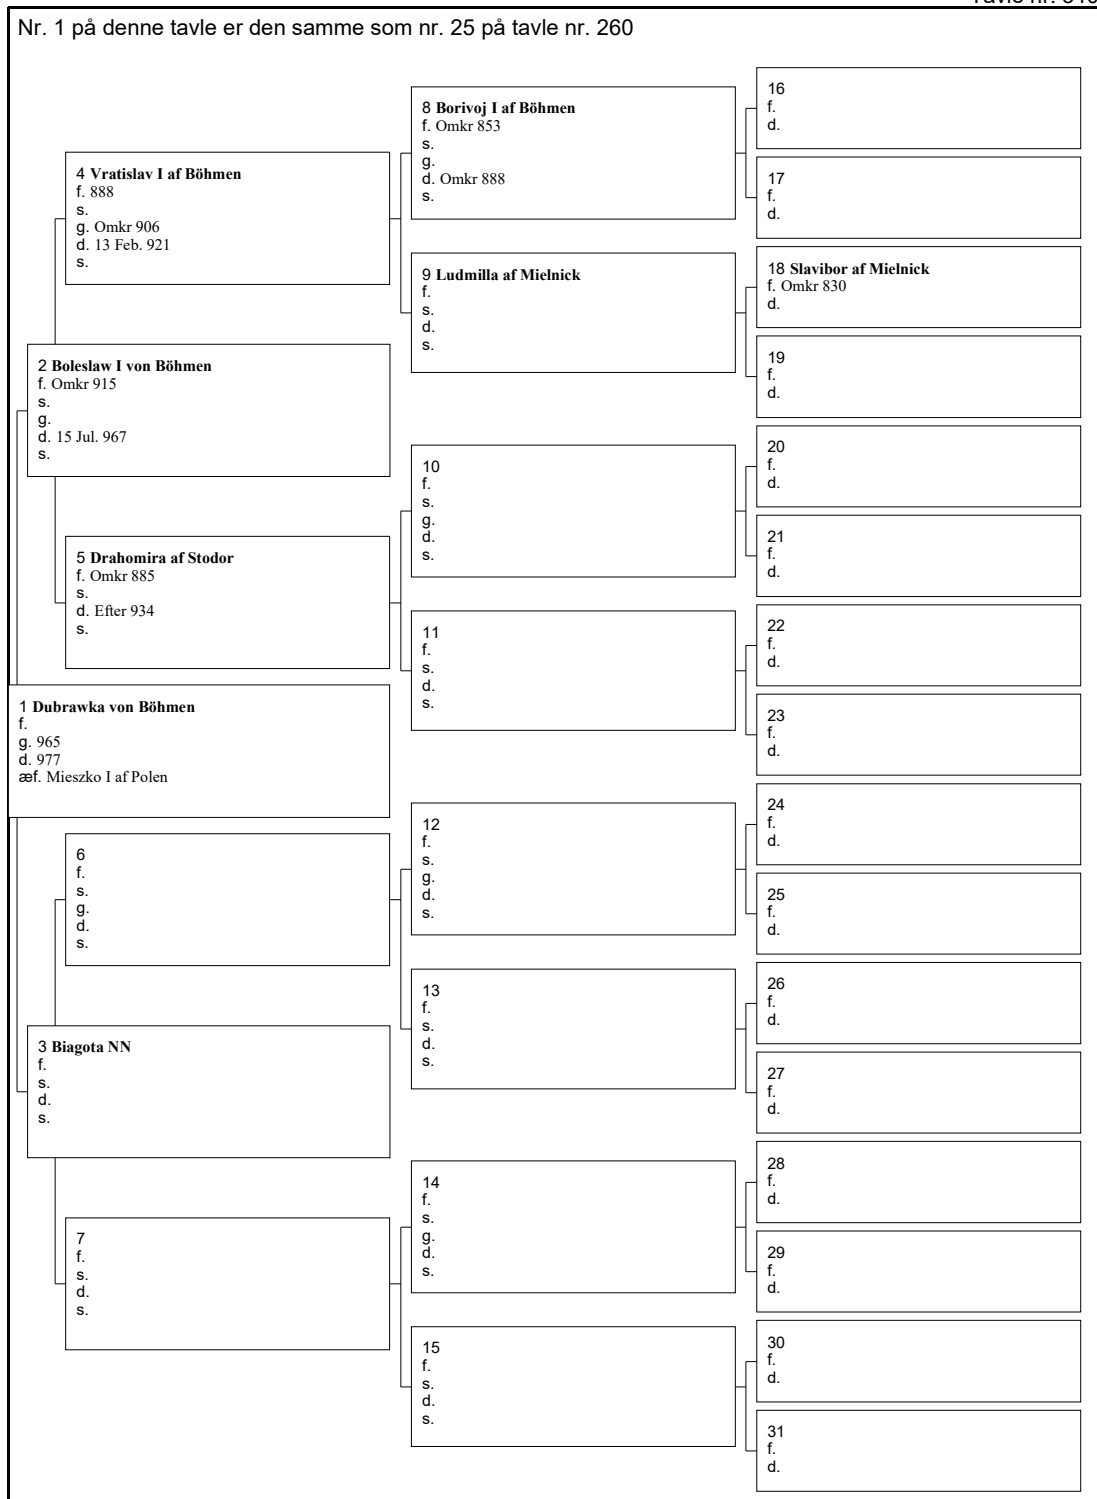 Nr. 1 på denne tavle er den samme som nr. 25 på tavle nr. 260
16
f.
d.
8 Borivoj I af Böhmen
f. Omkr 853
s.
g.
d. Omkr 888
s.
4 Vratislav I af Böhmen
f. 888
s.
g. Omkr 906
d. 13 Feb. 921
s.
17
f.
d.
18 Slavibor af Mielnick
f. Omkr 830
d.
9 Ludmilla af Mielnick
f.
s.
d.
s.
19
f.
d.
2 Boleslaw I von Böhmen
f. Omkr 915
s.
g.
d. 15 Jul. 967
s.
20
f.
d.
10
f.
s.
g.
d.
s.
21
f.
d.
5 Drahomira af Stodor
f. Omkr 885
s.
d. Efter 934
s.
22
f.
d.
11
f.
s.
d.
s.
23
f.
d.
1 Dubrawka von Böhmen
f.
g. 965
d. 977
æf. Mieszko I af Polen
24
f.
d.
12
f.
s.
g.
d.
s.
6
f.
s.
g.
d.
s.
25
f.
d.
26
f.
d.
13
f.
s.
d.
s.
3 Biagota NN
f.
s.
d.
s.
27
f.
d.
28
f.
d.
14
f.
s.
g.
d.
s.
7
f.
s.
d.
s.
29
f.
d.
30
f.
d.
15
f.
s.
d.
s.
31
f.
d.